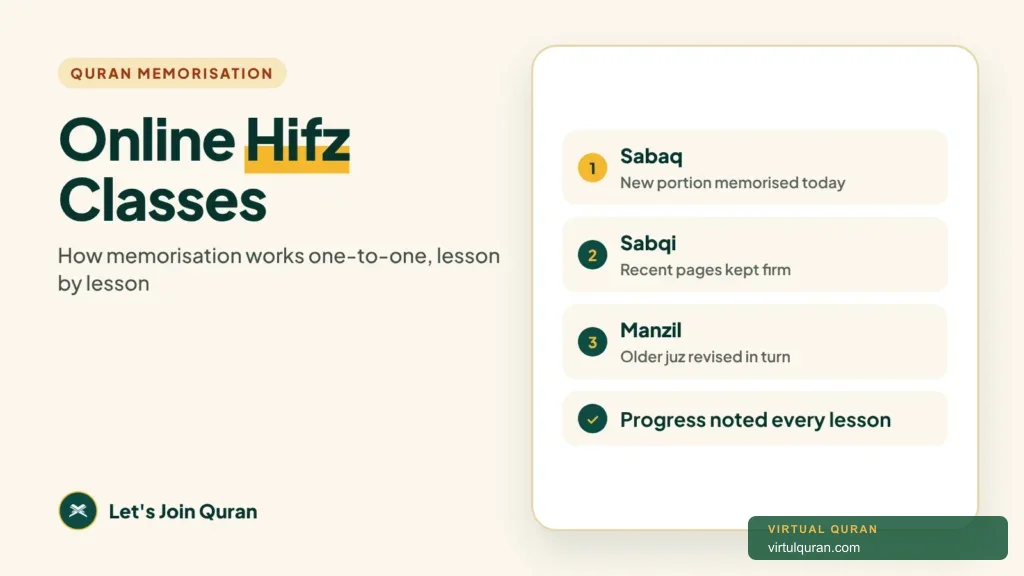 QURAN MEMORISATION
Online Hifz
Classes
How memorisation works one-to-one, lesson
by lesson
Let's Join Quran
1
Sabaq
New portion memorised today
2
Sabqi
Recent pages kept firm
3
Manzil
Older juz revised in turn
Progress noted every lesson
VIRTUAL QURAN
virtulquran.com